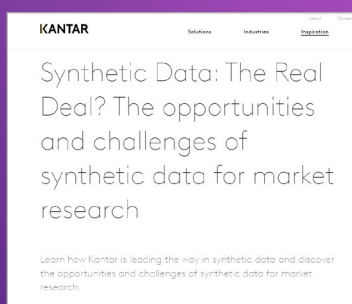 About Careers
KANTAR
Solutions Industries Inspiration
Synthetic Data: The Real
Deal? The opportunities
and challenges of
synthetic data for market
research
Learn how Kantar is leading the way in synthetic data and discover
the opportunities and challenges of synthetic data for market
research.